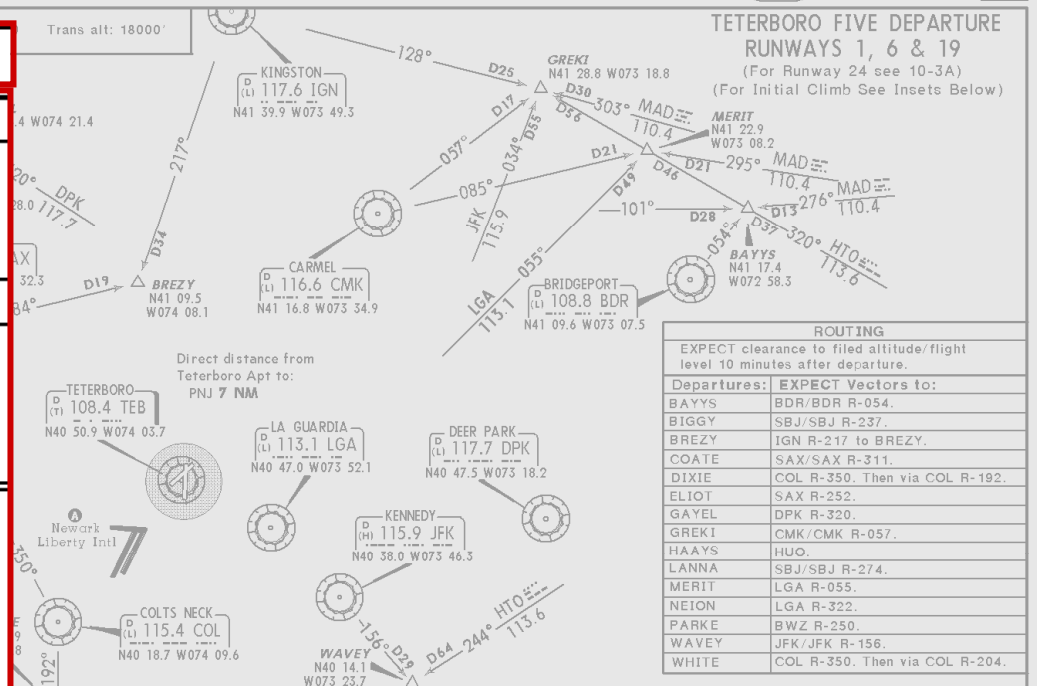 Trans alt: 18000'
TETERBORO FIVE DEPARTURE
RUNWAYS 1, 6 & 19
(For Runway 24 see 10-3A)
(For Initial Climb See Insets Below)
KINGSTON
D
(L) 117.6 IGN
N41 39.9 W073 49.3
128°
D25
GREKI
N41 28.8 W073 18.8
D30
303° MAD
110.4
D56
D17
D55
034°
JFK
115.9
057°
MERIT
N41 22.9
W073 08.2
D21
085°
D21
295° MAD
110.4
D46
D49
055°
LGA
113.1
101°
D28
D13
276° MAD
110.4
D37
320° HTO
113.6
054°
BAYYS
N41 17.4
W072 58.3
.4 W074 21.4
217°
D34
20°
DPK
28.0 117.7
AX
32.3
84°
D19
BREZY
N41 09.5
W074 08.1
CARMEL
D
(L) 116.6 CMK
N41 16.8 W073 34.9
BRIDGEPORT
D
(L) 108.8 BDR
N41 09.6 W073 07.5
Direct distance from
Teterboro Apt to:
PNJ 7 NM
TETERBORO
D
(T) 108.4 TEB
N40 50.9 W074 03.7
LA GUARDIA
D
(L) 113.1 LGA
N40 47.0 W073 52.1
DEER PARK
D
(L) 117.7 DPK
N40 47.5 W073 18.2
KENNEDY
D
(H) 115.9 JFK
N40 38.0 W073 46.3
A
Newark
Liberty Intl
350°
COLTS NECK
D
(L) 115.4 COL
N40 18.7 W074 09.6
192°
E
9
8
156°
D29
WAVEY
N40 14.1
W073 23.7
D64
244° HTO
113.6
ROUTING
EXPECT clearance to filed altitude/flight
level 10 minutes after departure.
Departures: EXPECT Vectors to:
BAYYS BDR/BDR R-054.
BIGGY SBJ/SBJ R-237.
BREZY IGN R-217 to BREZY.
COATE SAX/SAX R-311.
DIXIE COL R-350. Then via COL R-192.
ELIOT SAX R-252.
GAYEL DPK R-320.
GREKI CMK/CMK R-057.
HAAYS HUO.
LANNA SBJ/SBJ R-274.
MERIT LGA R-055.
NEION LGA R-322.
PARKE BWZ R-250.
WAVEY JFK/JFK R-156.
WHITE COL R-350. Then via COL R-204.